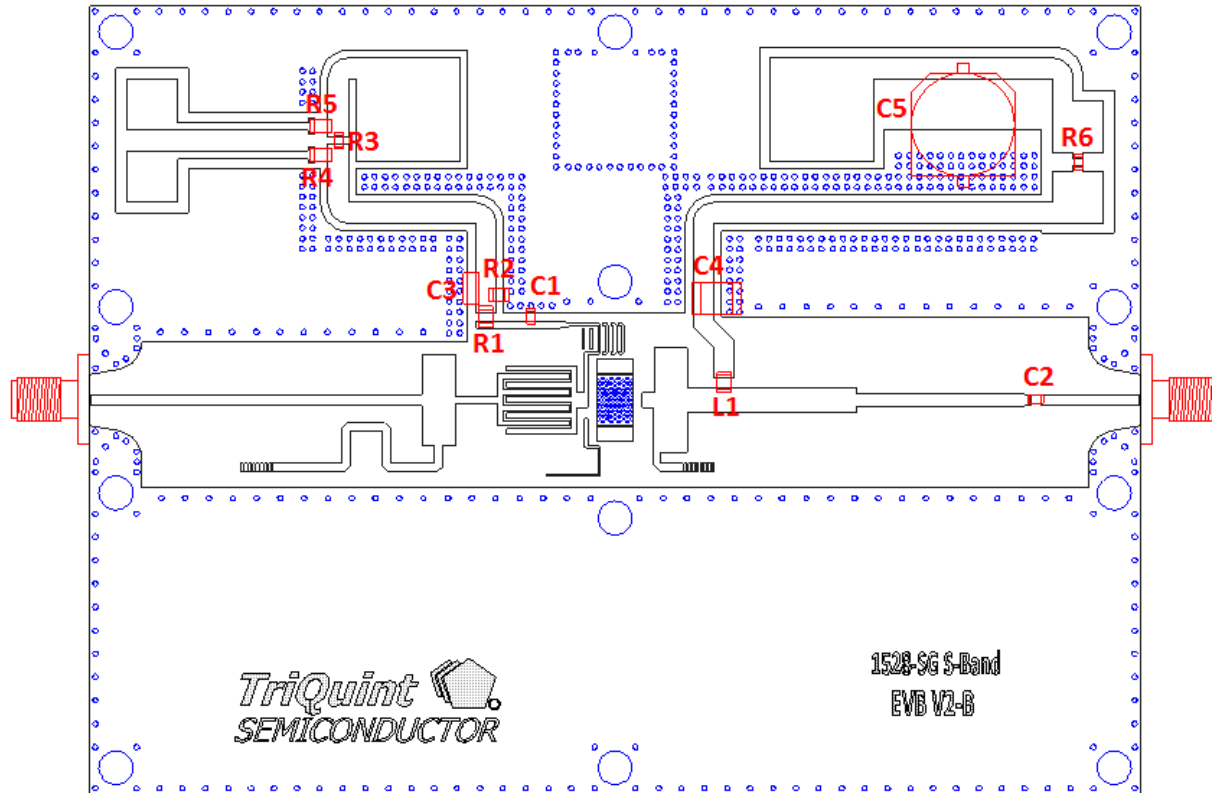 R5
C5
R3
R6
R4
R2
C4
C3
C1
R1
L1
C2
TriQuint
SEMICONDUCTOR
1528-SG S-Band
EVB V2-B